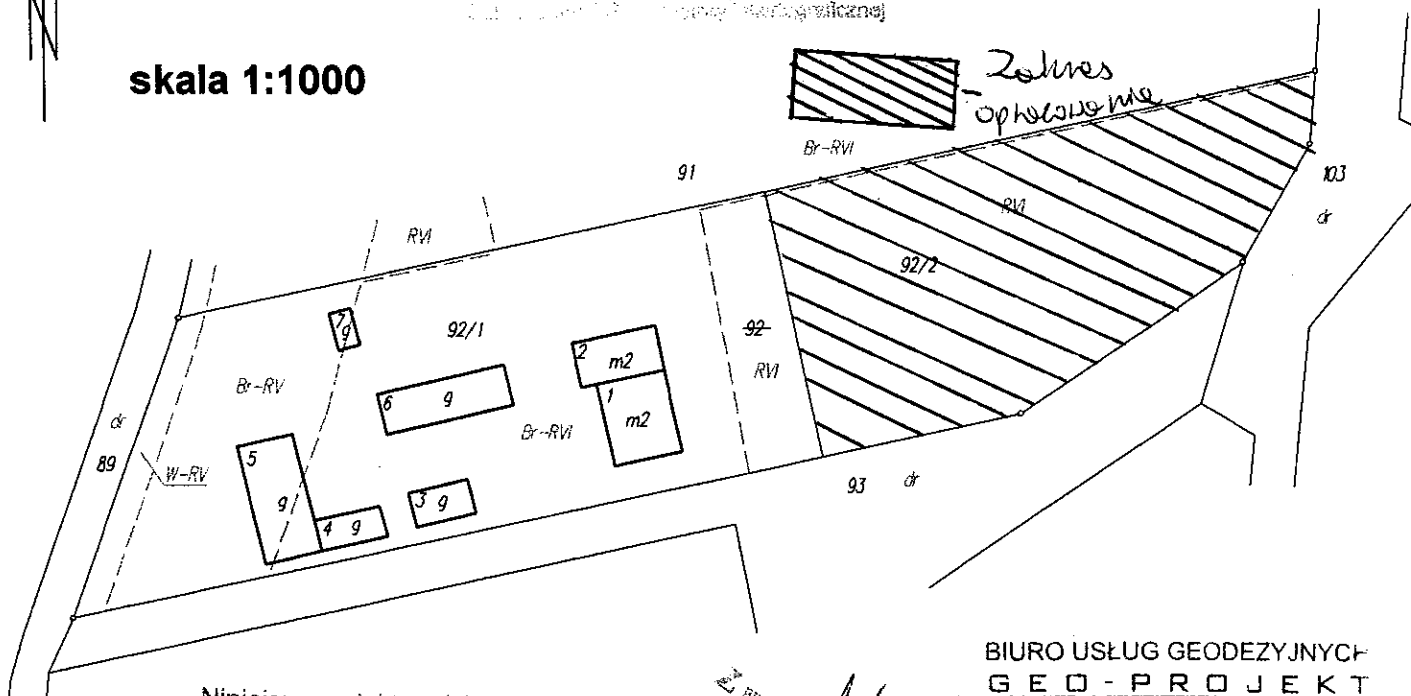 N
skala 1:1000
Zakres
opracowania
Br-RVI
91
103
dr
RVI
RVI
92/2
7
g
92/1
92
RVI
2
m2
1
m2
Br-RV
6
g
Br-RVI
dr
89
W-RV
5
g
4
g
3
g
93
dr
BIURO USŁUG GEODEZYJNYCH
GEO-PROJEKT